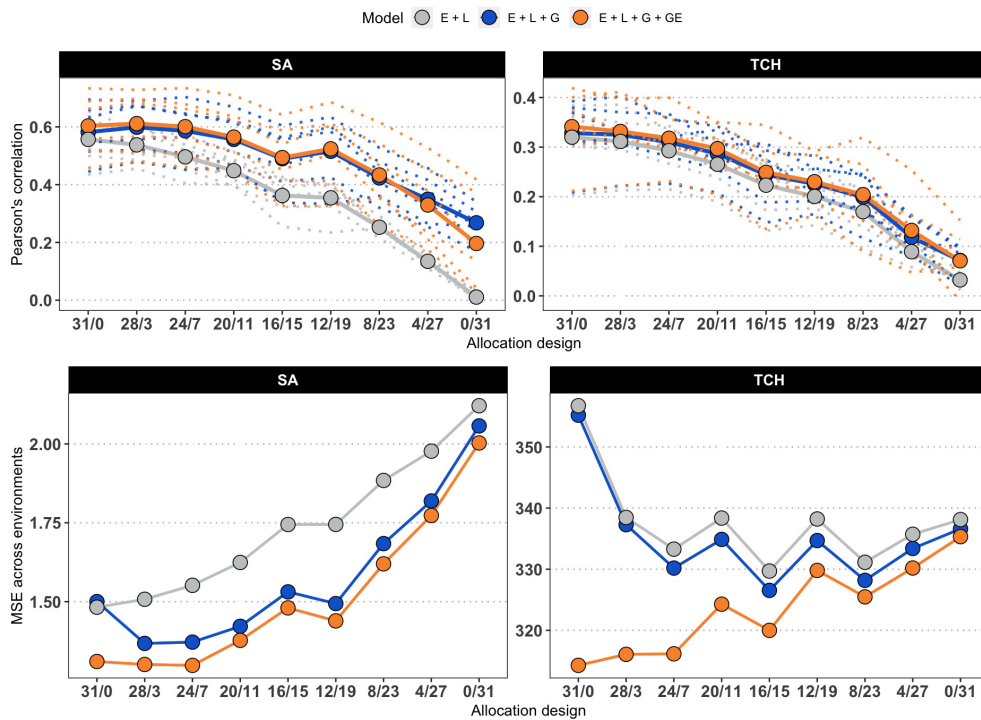 Model E + L E + L + G E + L + G + GE
SA TCH
Pearson's correlation
0.6
0.4
0.2
0.0
0.4
0.3
0.2
0.1
0.0
31/0 28/3 24/7 20/11 16/15 12/19 8/23 4/27 0/31
31/0 28/3 24/7 20/11 16/15 12/19 8/23 4/27 0/31
Allocation design
SA TCH
MSE across environments
2.00
1.75
1.50
350
340
330
320
31/0 28/3 24/7 20/11 16/15 12/19 8/23 4/27 0/31
31/0 28/3 24/7 20/11 16/15 12/19 8/23 4/27 0/31
Allocation design